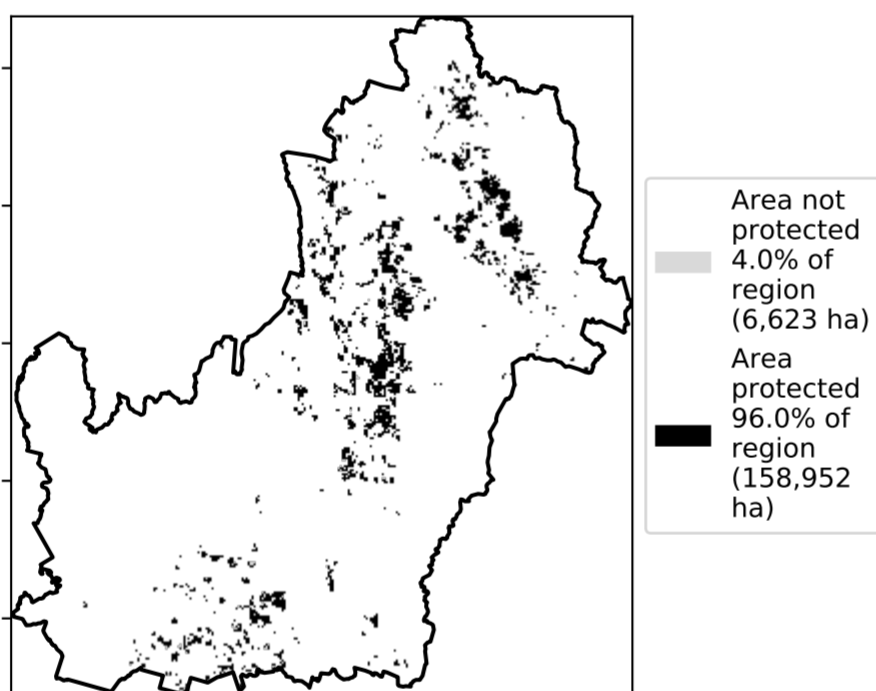 Area not
protected
4.0% of
region
(6,623 ha)
Area
protected
96.0% of
region
(158,952
ha)